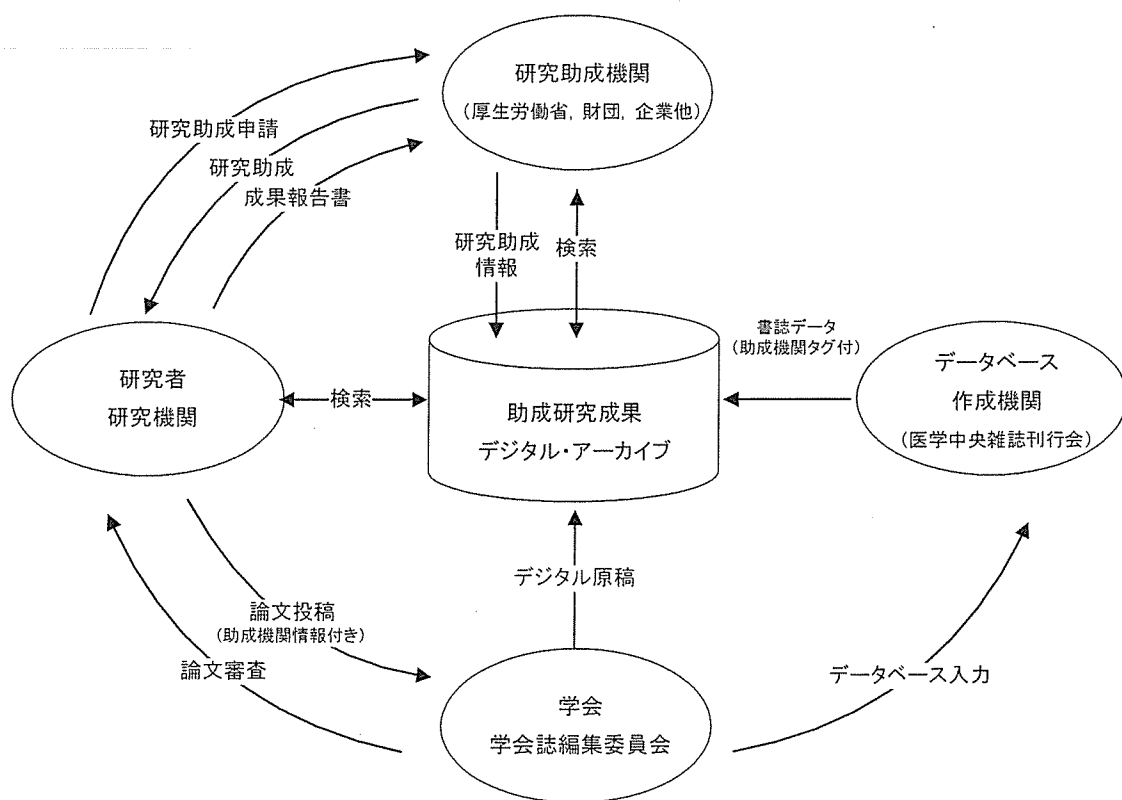 研究助成機関
（厚生労働省, 財団, 企業他）
研究助成申請
研究助成
成果報告書
研究助成
情報
検索
書誌データ
（助成機関タグ付）
研究者
研究機関
検索
助成研究成果
デジタル・アーカイブ
データベース
作成機関
（医学中央雑誌刊行会）
デジタル原稿
論文投稿
（助成機関情報付き）
論文審査
データベース入力
学会
学会誌編集委員会